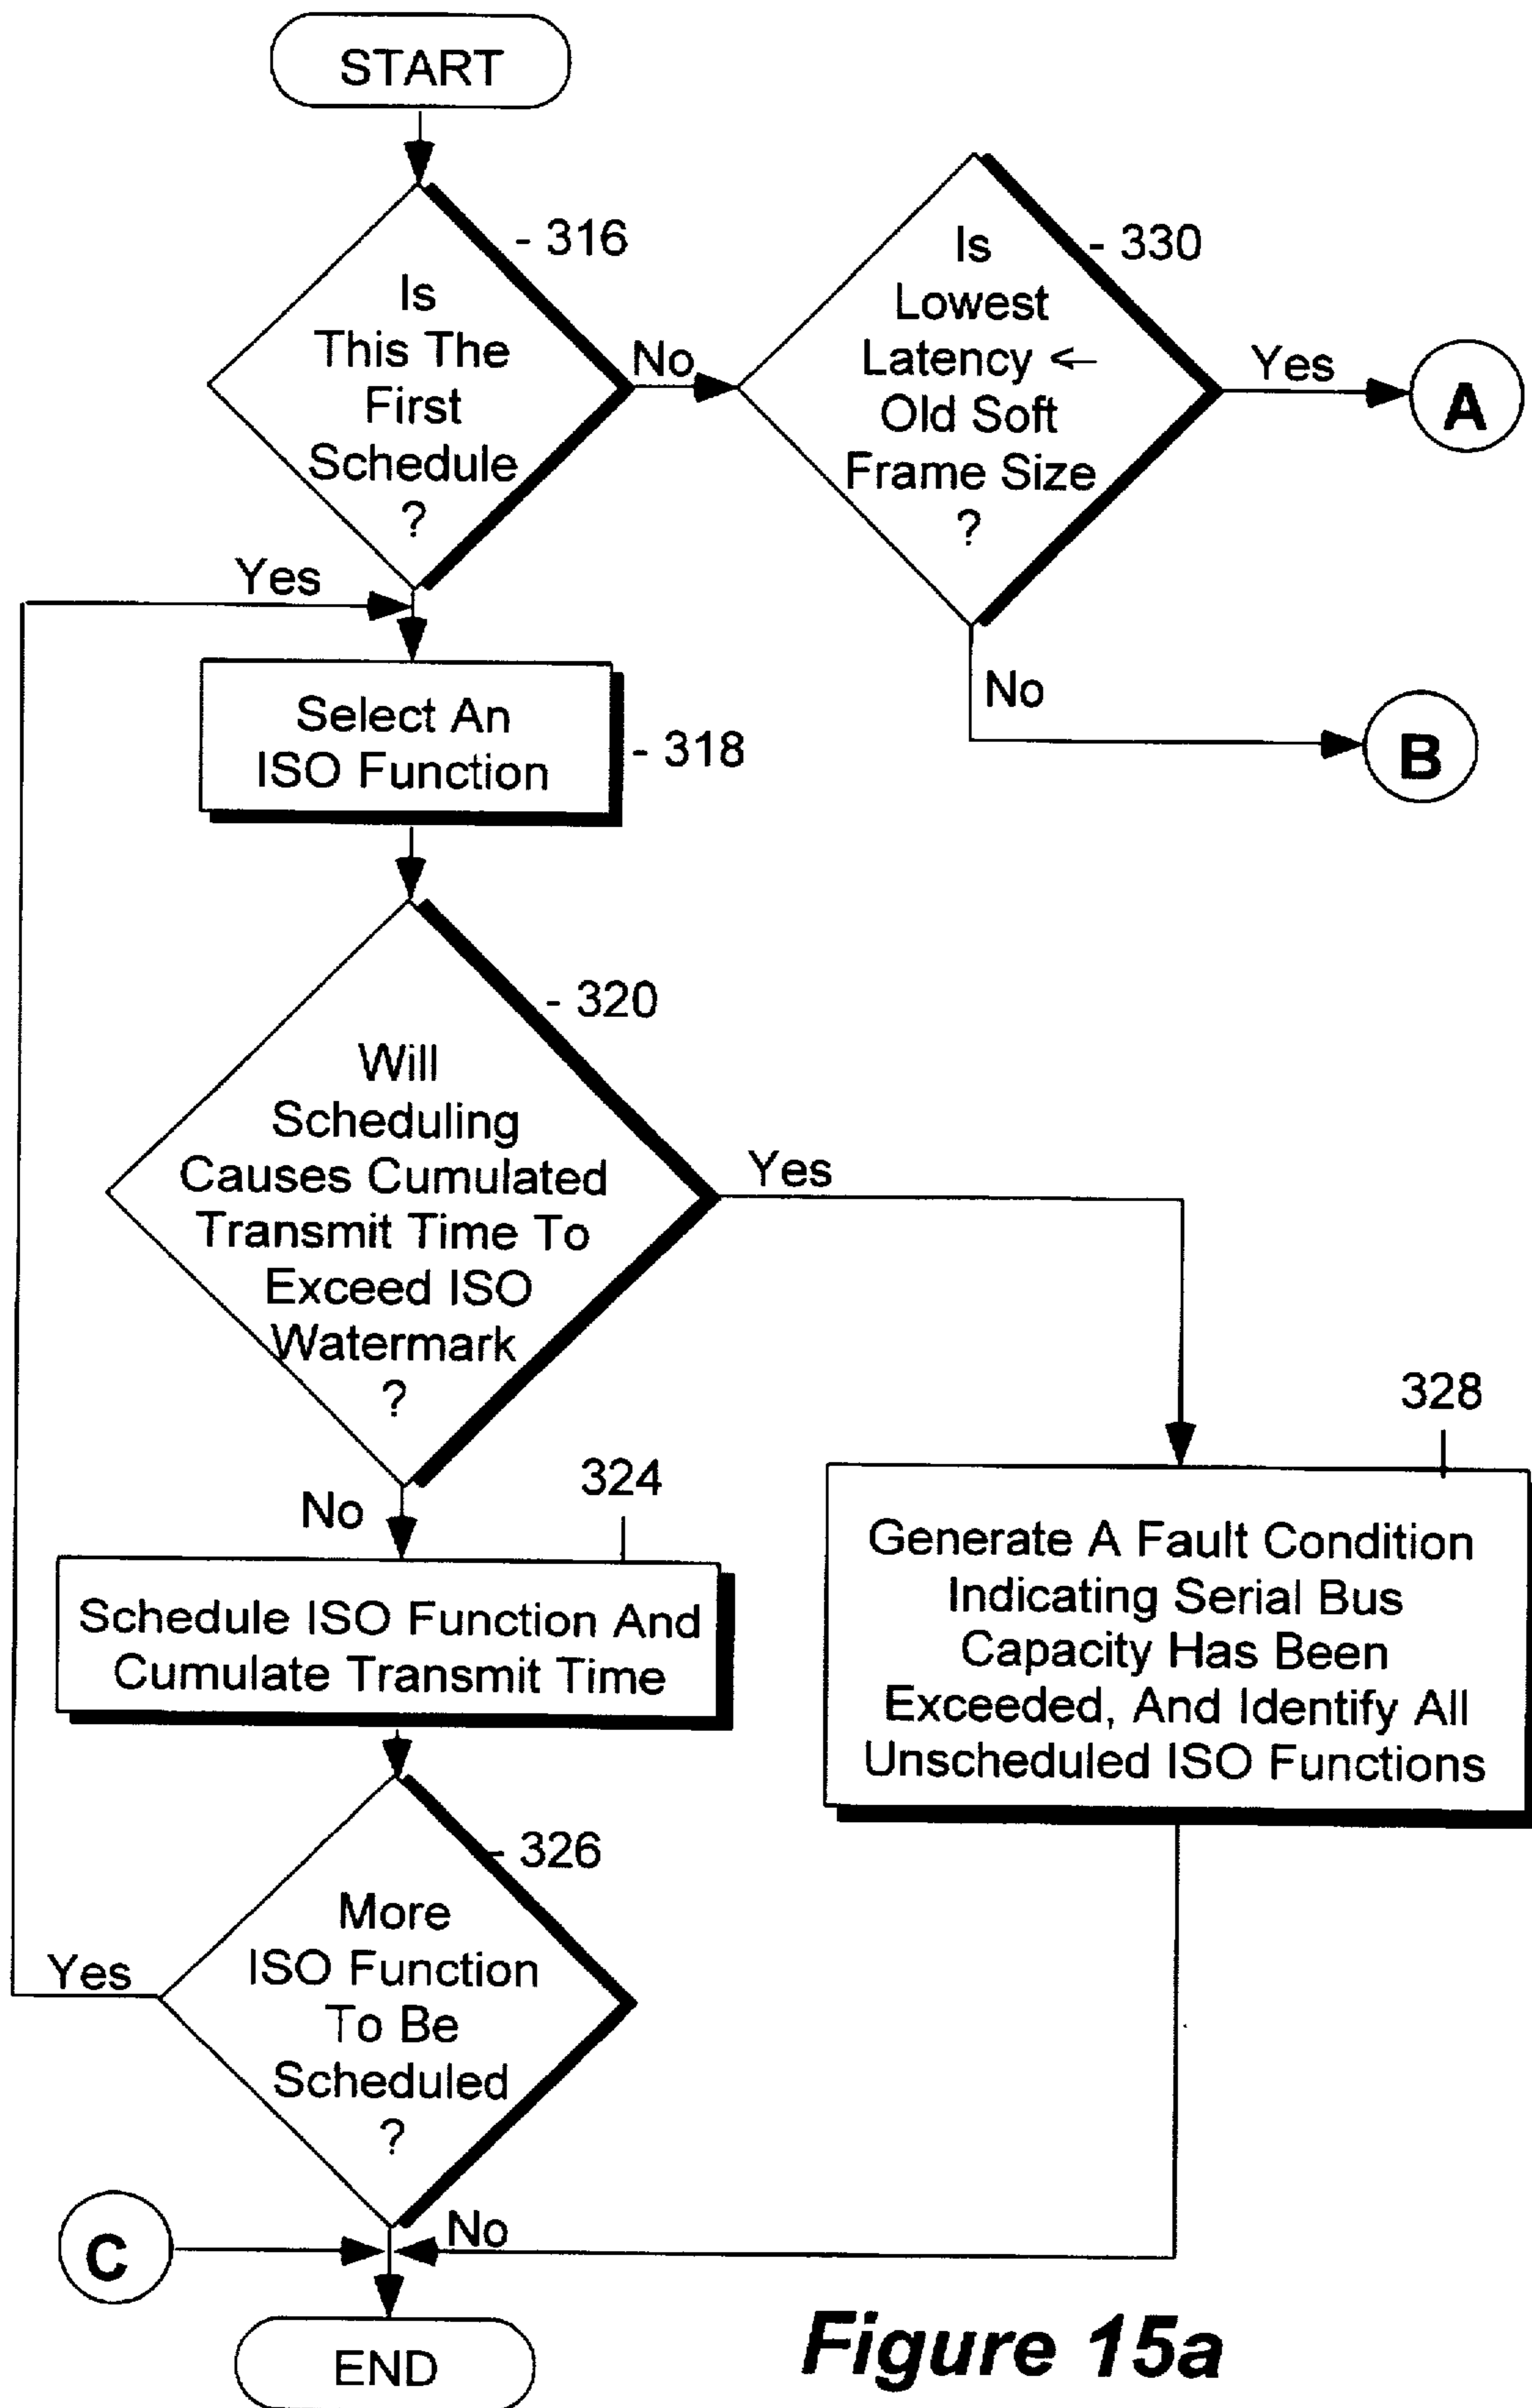 START
- 316
Is
This The
First
Schedule
?
No
- 330
Is
Lowest
Latency <-
Old Soft
Frame Size
?
Yes
A
Yes
No
B
Select An
ISO Function
- 318
- 320
Will
Scheduling
Causes Cumulated
Transmit Time To
Exceed ISO
Watermark
?
Yes
No
324
328
Schedule ISO Function And
Cumulate Transmit Time
Generate A Fault Condition
Indicating Serial Bus
Capacity Has Been
Exceeded, And Identify All
Unscheduled ISO Functions
- 326
More
ISO Function
To Be
Scheduled
?
Yes
No
C
END
Figure 15a